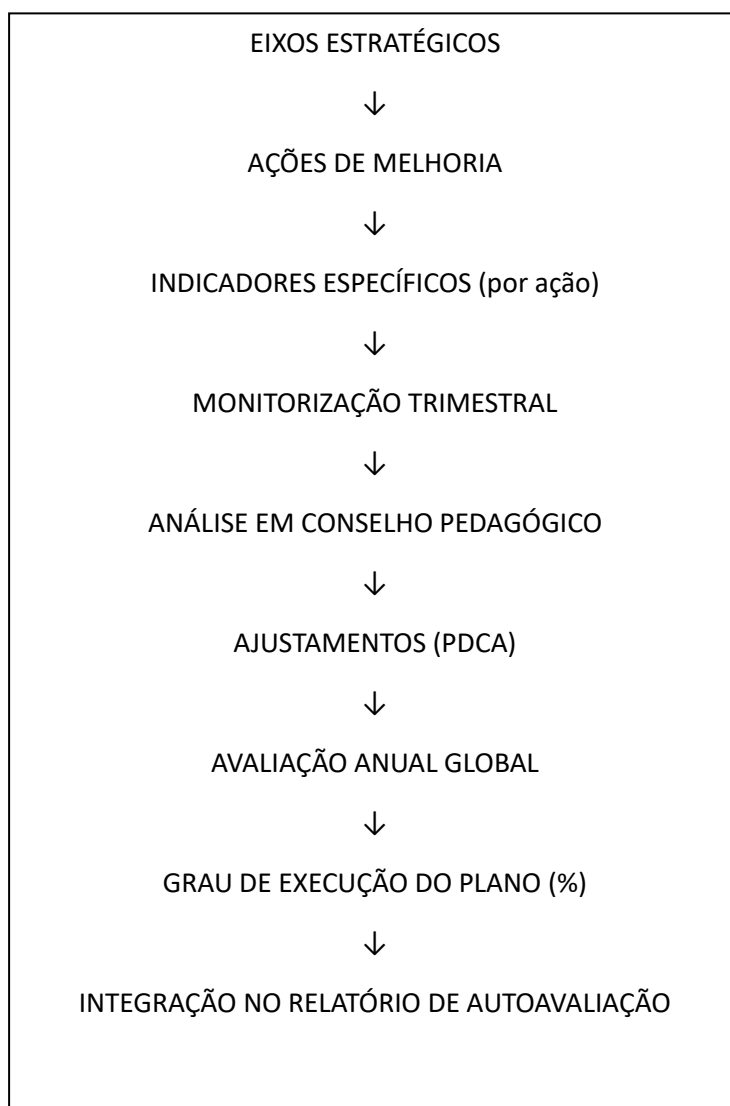 EIXOS ESTRATÉGICOS
↓
AÇÕES DE MELHORIA
↓
INDICADORES ESPECÍFICOS (por ação)
↓
MONITORIZAÇÃO TRIMESTRAL
↓
ANÁLISE EM CONSELHO PEDAGÓGICO
↓
AJUSTAMENTOS (PDCA)
↓
AVALIAÇÃO ANUAL GLOBAL
↓
GRAU DE EXECUÇÃO DO PLANO (%)
↓
INTEGRAÇÃO NO RELATÓRIO DE AUTOAVALIAÇÃO